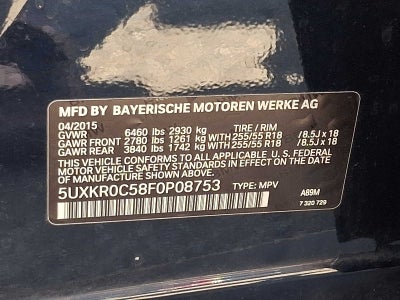 MFD BY BAYERISCHE MOTOREN WERKE AG
04/2015
GVWR 6460 lbs 2930 kg TIRE / RIM
GAWR FRONT 2780 lbs 1261 kg WITH 255/55 R18 /8.5J x 18
GAWR REAR 3840 lbs 1742 kg WITH 255/55 R18 /8.5J x 18
THIS VEHICLE CONFORMS TO ALL APPLICABLE U.S. FEDERAL
MOTOR VEHICLE SAFETY STANDARDS IN EFFECT ON THE DATE OF
MANUFACTURE SHOWN ABOVE.
5UXKR0C58F0P08753 TYPE: MPV A89M
7 320 729